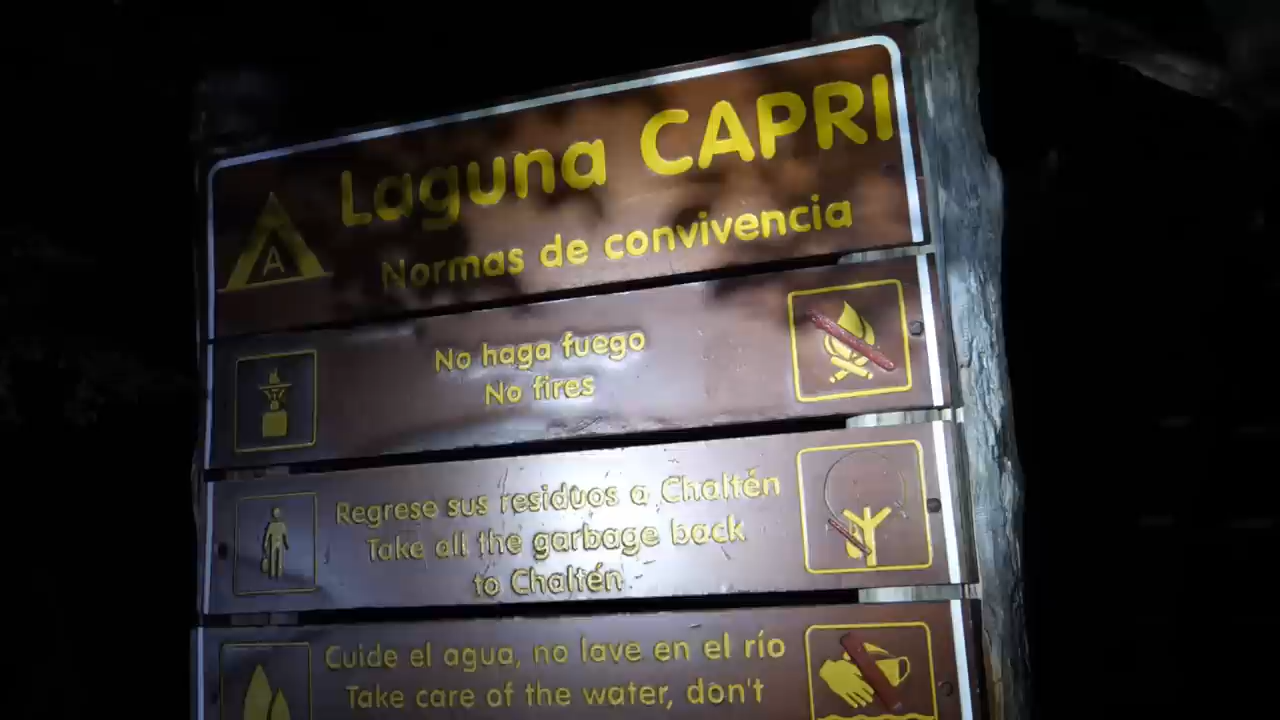 Laguna CAPRI
A
Normas de convivencia
No haga fuego
No fires
Regrese sus residuos a Chaltén
Take all the garbage back
to Chaltén
Cuide el agua, no lave en el río
Take care of the water, don't